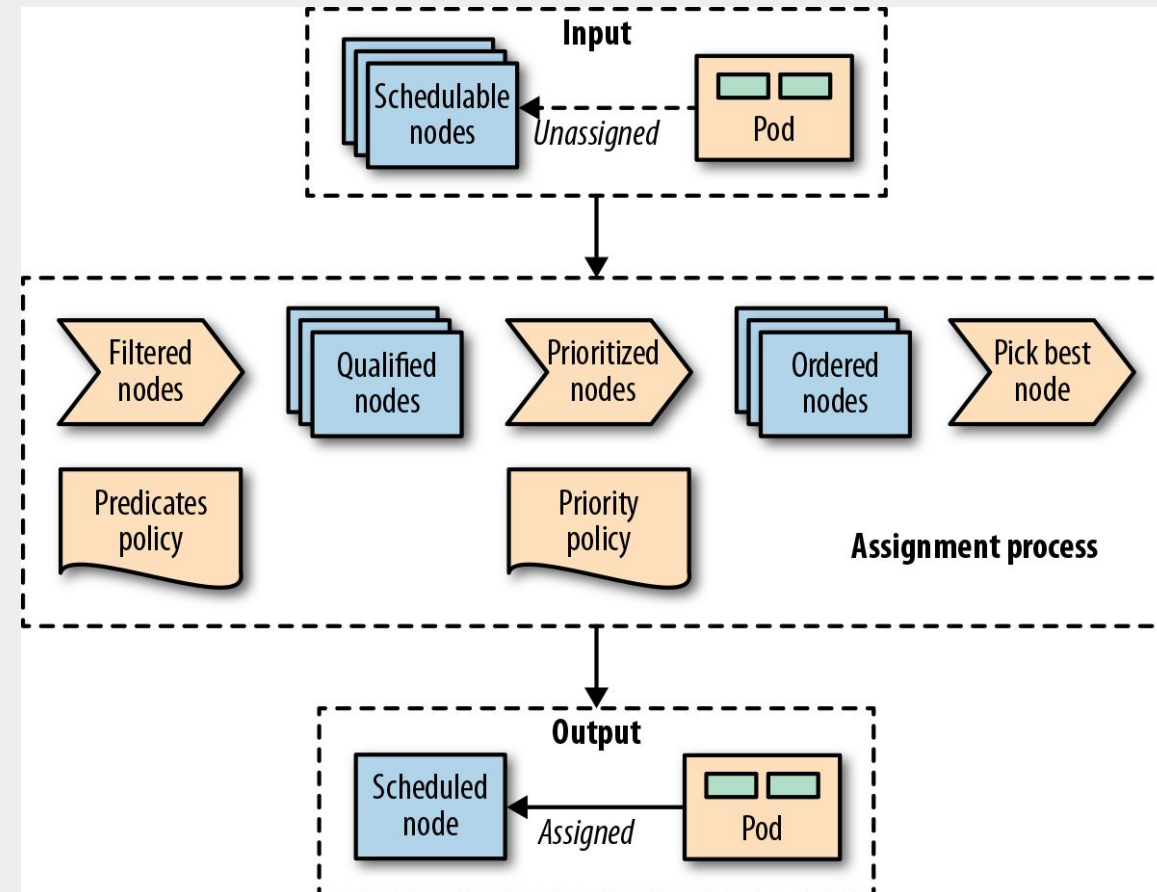 Input
Schedulable
nodes
Unassigned
Pod
Filtered
nodes
Qualified
nodes
Prioritized
nodes
Ordered
nodes
Pick best
node
Predicates
policy
Priority
policy
Assignment process
Output
Scheduled
node
Assigned
Pod